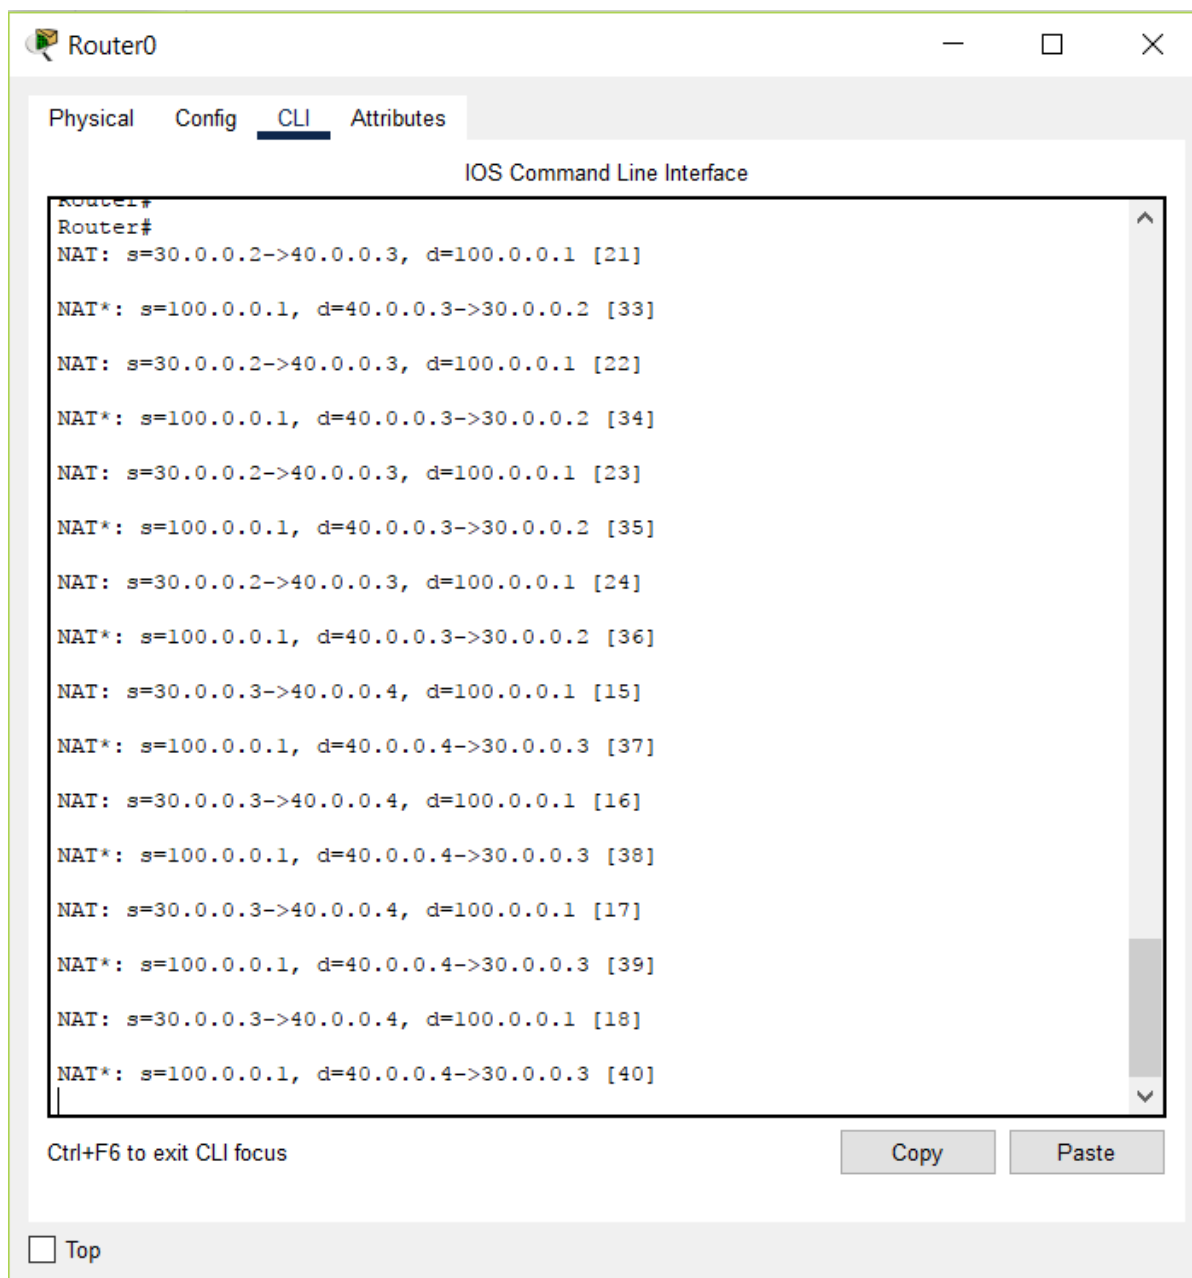 Router0
Physical Config CLI Attributes
IOS Command Line Interface
Router#
Router#
NAT: s=30.0.0.2->40.0.0.3, d=100.0.0.1 [21]
NAT*: s=100.0.0.1, d=40.0.0.3->30.0.0.2 [33]
NAT: s=30.0.0.2->40.0.0.3, d=100.0.0.1 [22]
NAT*: s=100.0.0.1, d=40.0.0.3->30.0.0.2 [34]
NAT: s=30.0.0.2->40.0.0.3, d=100.0.0.1 [23]
NAT*: s=100.0.0.1, d=40.0.0.3->30.0.0.2 [35]
NAT: s=30.0.0.2->40.0.0.3, d=100.0.0.1 [24]
NAT*: s=100.0.0.1, d=40.0.0.3->30.0.0.2 [36]
NAT: s=30.0.0.3->40.0.0.4, d=100.0.0.1 [15]
NAT*: s=100.0.0.1, d=40.0.0.4->30.0.0.3 [37]
NAT: s=30.0.0.3->40.0.0.4, d=100.0.0.1 [16]
NAT*: s=100.0.0.1, d=40.0.0.4->30.0.0.3 [38]
NAT: s=30.0.0.3->40.0.0.4, d=100.0.0.1 [17]
NAT*: s=100.0.0.1, d=40.0.0.4->30.0.0.3 [39]
NAT: s=30.0.0.3->40.0.0.4, d=100.0.0.1 [18]
NAT*: s=100.0.0.1, d=40.0.0.4->30.0.0.3 [40]
Ctrl+F6 to exit CLI focus
Copy Paste
Top